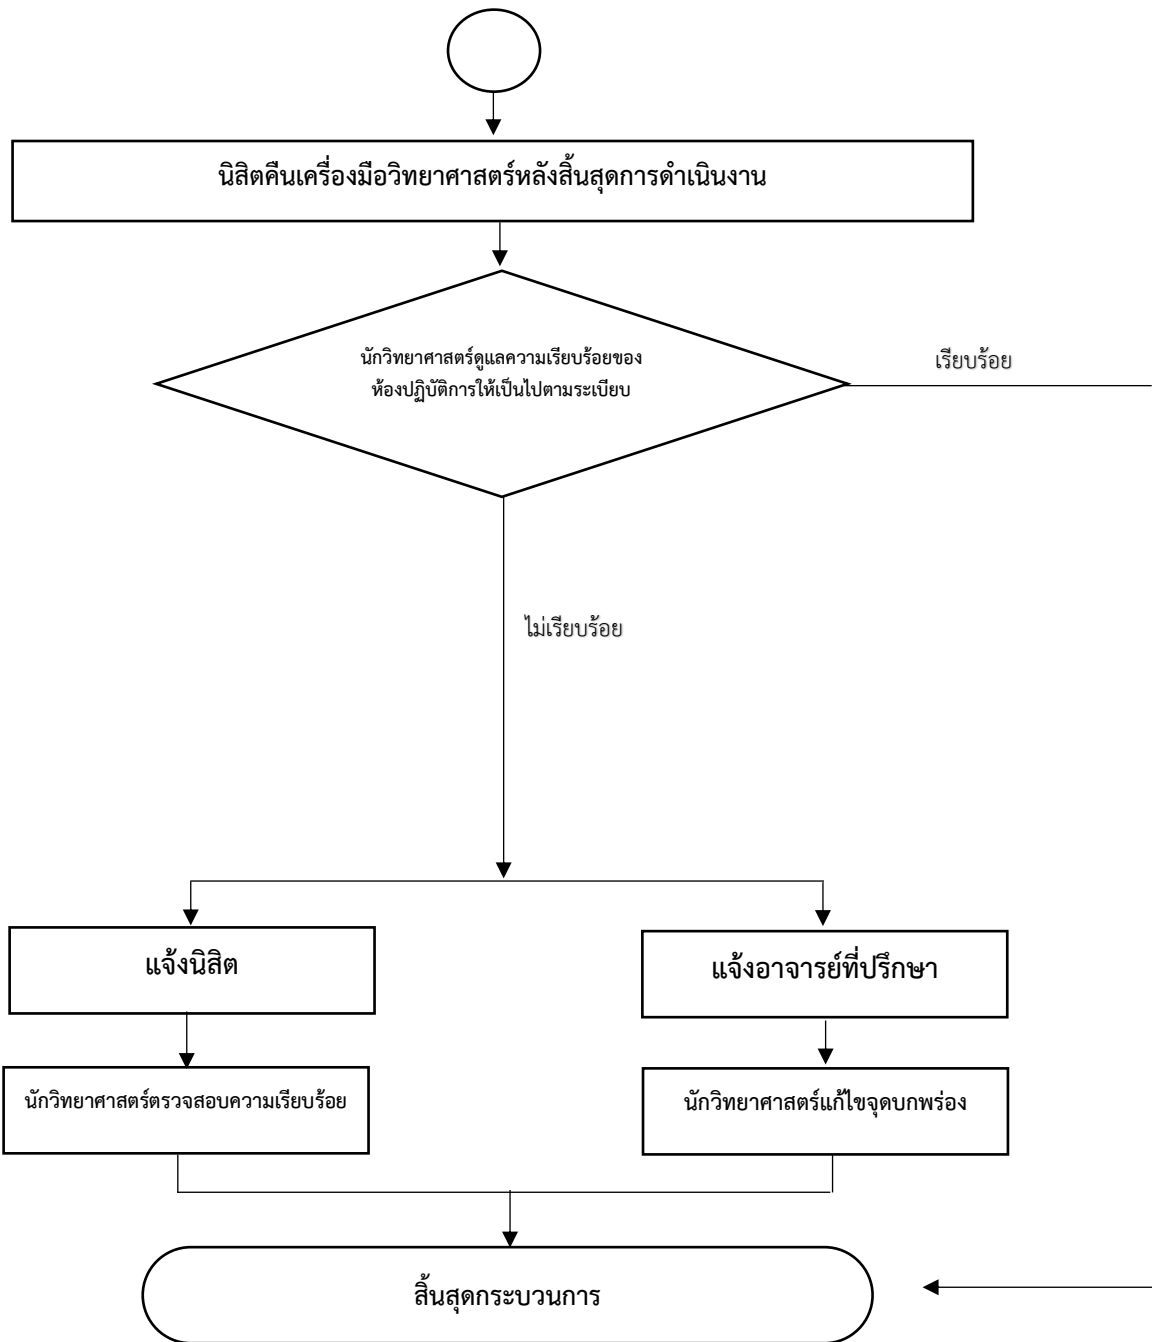 นิสิตคืนเครื่องมือวิทยาศาสตร์หลังสิ้นสุดการดำเนินงาน
นักวิทยาศาสตร์ดูแลความเรียบร้อยของ
ห้องปฏิบัติการให้เป็นไปตามระเบียบ
เรียบร้อย
ไม่เรียบร้อย
แจ้งนิสิต
แจ้งอาจารย์ที่ปรึกษา
นักวิทยาศาสตร์ตรวจสอบความเรียบร้อย
นักวิทยาศาสตร์แก้ไขจุดบกพร่อง
สิ้นสุดกระบวนการ